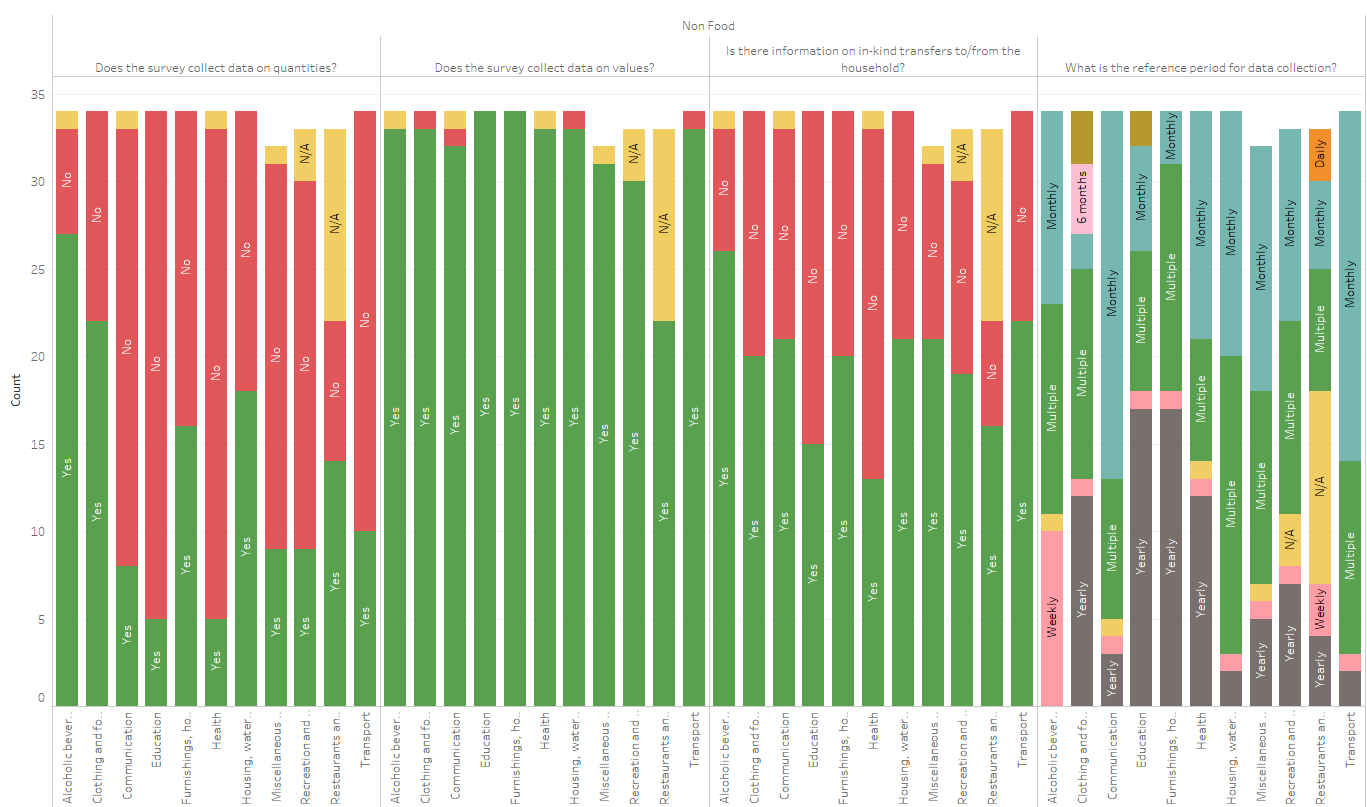 Non Food
Does the survey collect data on quantities?
Does the survey collect data on values?
Is there information on in-kind transfers to/from the
household?
What is the reference period for data collection?
Count
35
30
25
20
15
10
5
0
No
Yes
No
Yes
No
Yes
No
Yes
No
Yes
No
Yes
No
Yes
No
Yes
N/A
No
Yes
N/A
No
Yes
No
Yes
Yes
Yes
Yes
Yes
Yes
Yes
Yes
Yes
N/A
Yes
N/A
Yes
Yes
No
Yes
No
Yes
No
Yes
No
Yes
No
Yes
No
Yes
No
Yes
No
Yes
N/A
No
Yes
N/A
No
Yes
No
Yes
Monthly
Multiple
Weekly
6 months
Multiple
Yearly
Monthly
Multiple
Yearly
Monthly
Multiple
Yearly
Monthly
Multiple
Yearly
Monthly
Multiple
Yearly
Monthly
Multiple
Monthly
Multiple
Yearly
Monthly
Multiple
N/A
Yearly
Daily
Monthly
Multiple
N/A
Weekly
Yearly
Monthly
Multiple
Alcoholic bever..
Clothing and fo..
Communication
Education
Furnishings, ho..
Health
Housing, water..
Miscellaneous ..
Recreation and ..
Restaurants an..
Transport
Alcoholic bever..
Clothing and fo..
Communication
Education
Furnishings, ho..
Health
Housing, water..
Miscellaneous ..
Recreation and ..
Restaurants an..
Transport
Alcoholic bever..
Clothing and fo..
Communication
Education
Furnishings, ho..
Health
Housing, water..
Miscellaneous ..
Recreation and ..
Restaurants an..
Transport
Alcoholic bever..
Clothing and fo..
Communication
Education
Furnishings, ho..
Health
Housing, water..
Miscellaneous ..
Recreation and ..
Restaurants an..
Transport